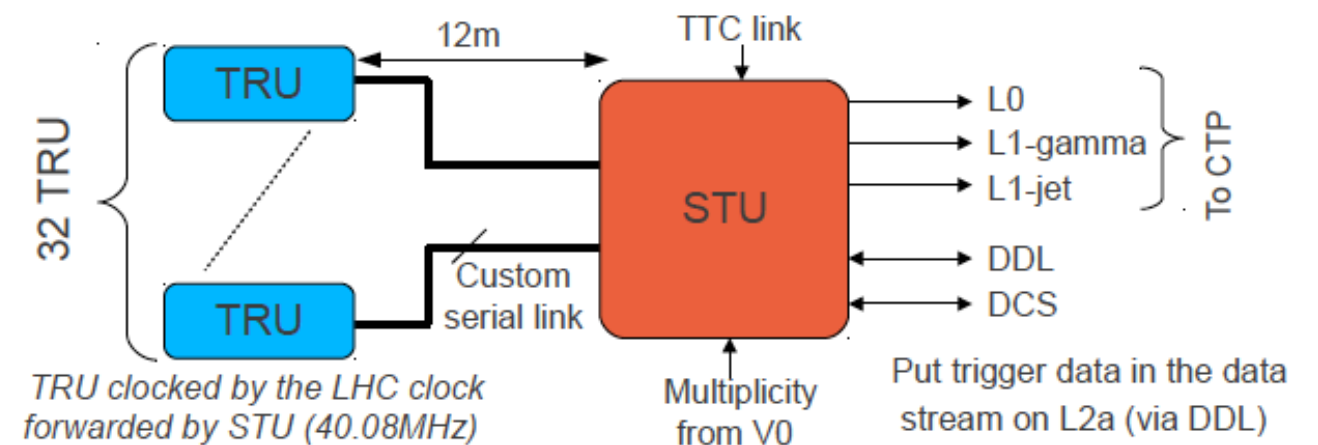 12m
TTC link
32 TRU
TRU
STU
L0
L1-gamma
L1-jet
To CTP
TRU
Custom
serial link
DDL
DCS
TRU clocked by the LHC clock
forwarded by STU (40.08MHz)
Multiplicity
from V0
Put trigger data in the data
stream on L2a (via DDL)